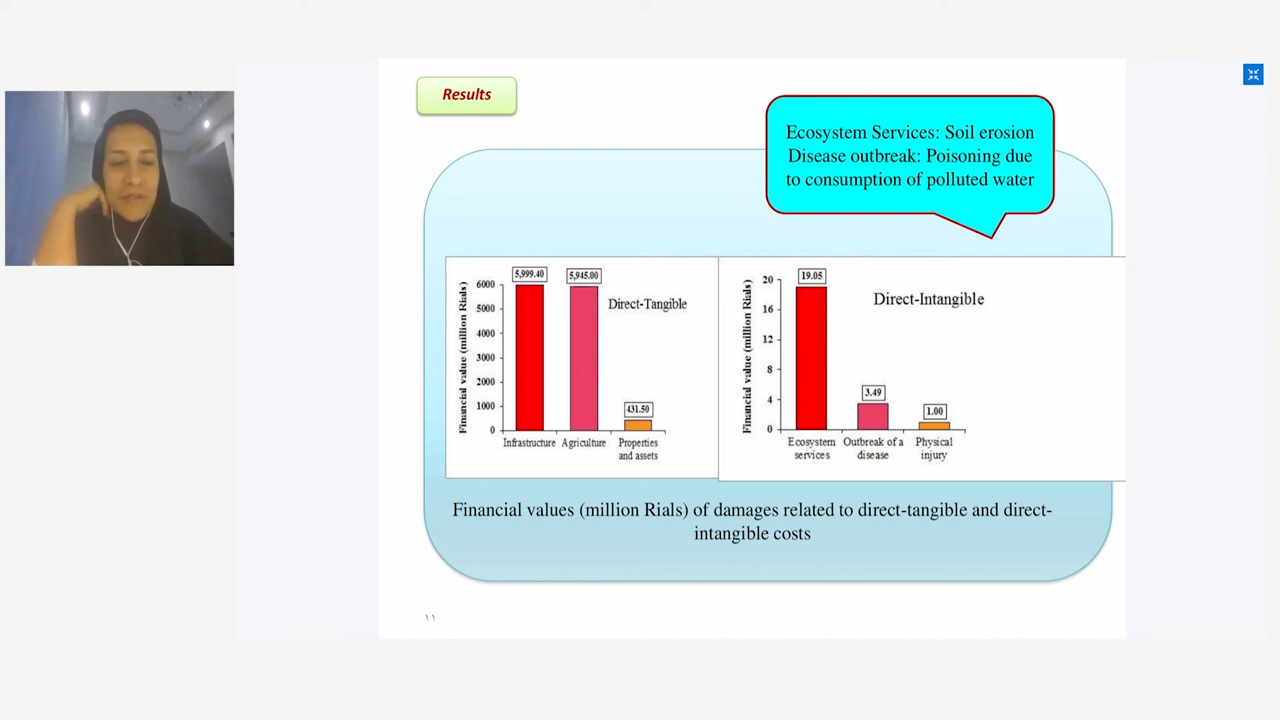 Results
Ecosystem Services: Soil erosion
Disease outbreak: Poisoning due
to consumption of polluted water
Financial value (million Rials)
6000
5000
4000
3000
2000
1000
0
5,999.40
5,945.00
431.50
Direct-Tangible
Infrastructure
Agriculture
Properties
and assets
Financial value (million Rials)
20
16
12
8
4
0
19.05
3.49
1.00
Direct-Intangible
Ecosystem
services
Outbreak of a
disease
Physical
injury
Financial values (million Rials) of damages related to direct-tangible and direct-
intangible costs
۱۱